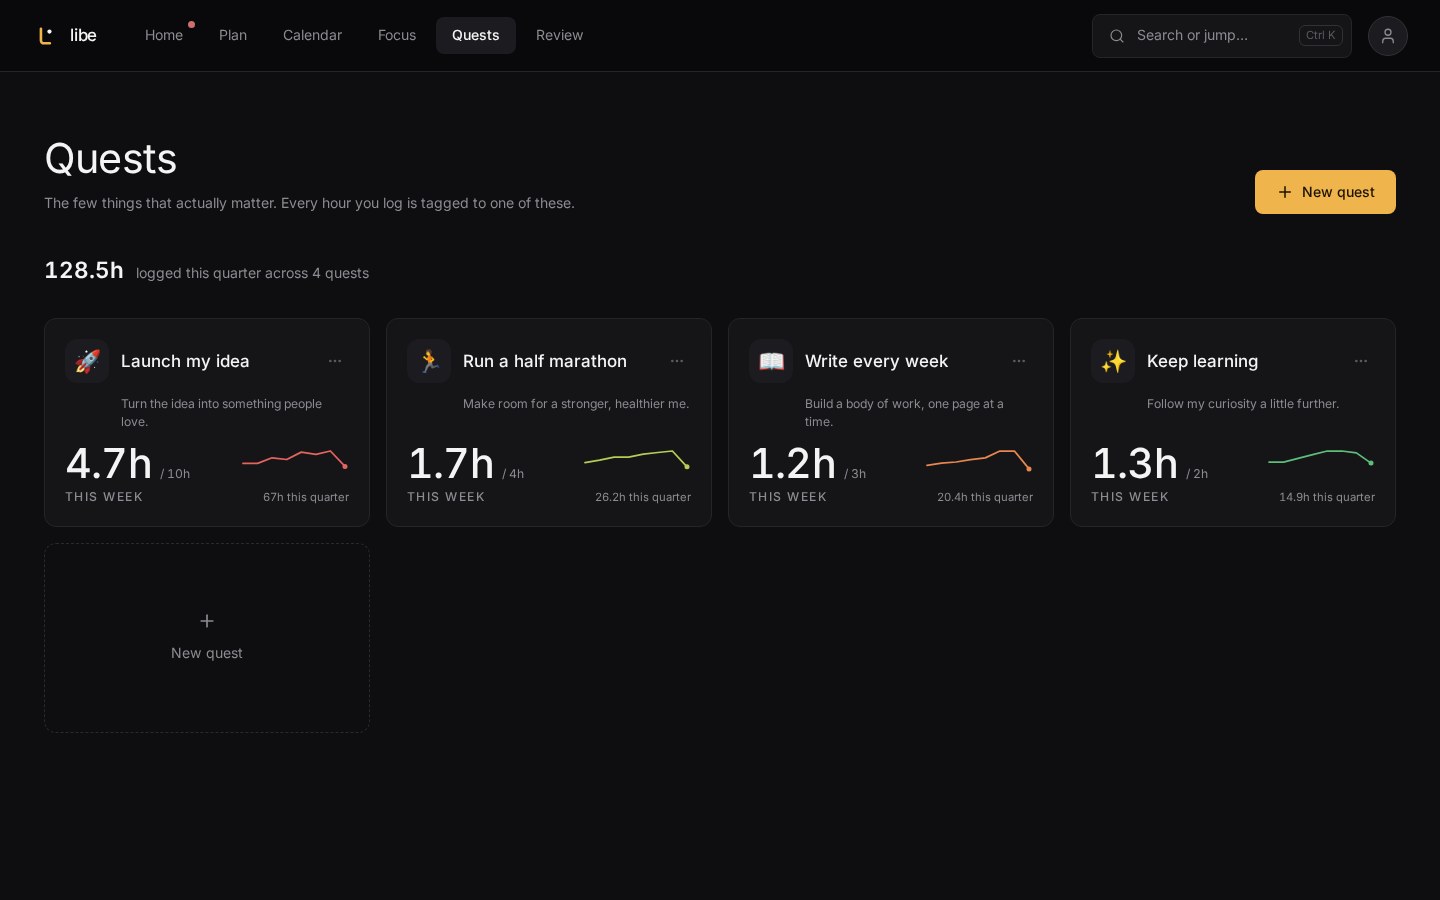 libe
Home
Plan
Calendar
Focus
Quests
Review
Search or jump...
Ctrl K
Quests
The few things that actually matter. Every hour you log is tagged to one of these.
New quest
128.5h logged this quarter across 4 quests
Launch my idea
Turn the idea into something people
love.
4.7h / 10h
THIS WEEK
67h this quarter
Run a half marathon
Make room for a stronger, healthier me.
1.7h / 4h
THIS WEEK
26.2h this quarter
Write every week
Build a body of work, one page at a
time.
1.2h / 3h
THIS WEEK
20.4h this quarter
Keep learning
Follow my curiosity a little further.
1.3h / 2h
THIS WEEK
14.9h this quarter
New quest